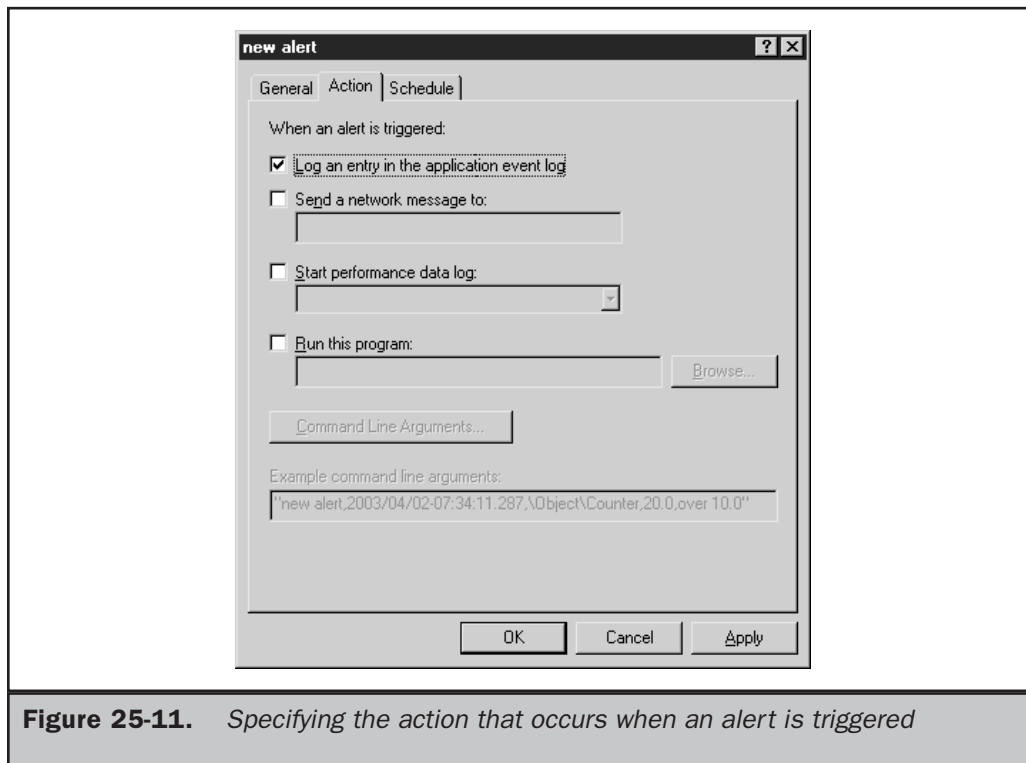 new alert
General Action Schedule
When an alert is triggered:
Log an entry in the application event log
Send a network message to:
Start performance data log:
Run this program:
Browse...
Command Line Arguments...
Example command line arguments:
"new alert,2003/04/02-07:34:11.287,\Object\Counter,20.0,over 10.0"
OK Cancel Apply
Figure 25-11. Specifying the action that occurs when an alert is triggered